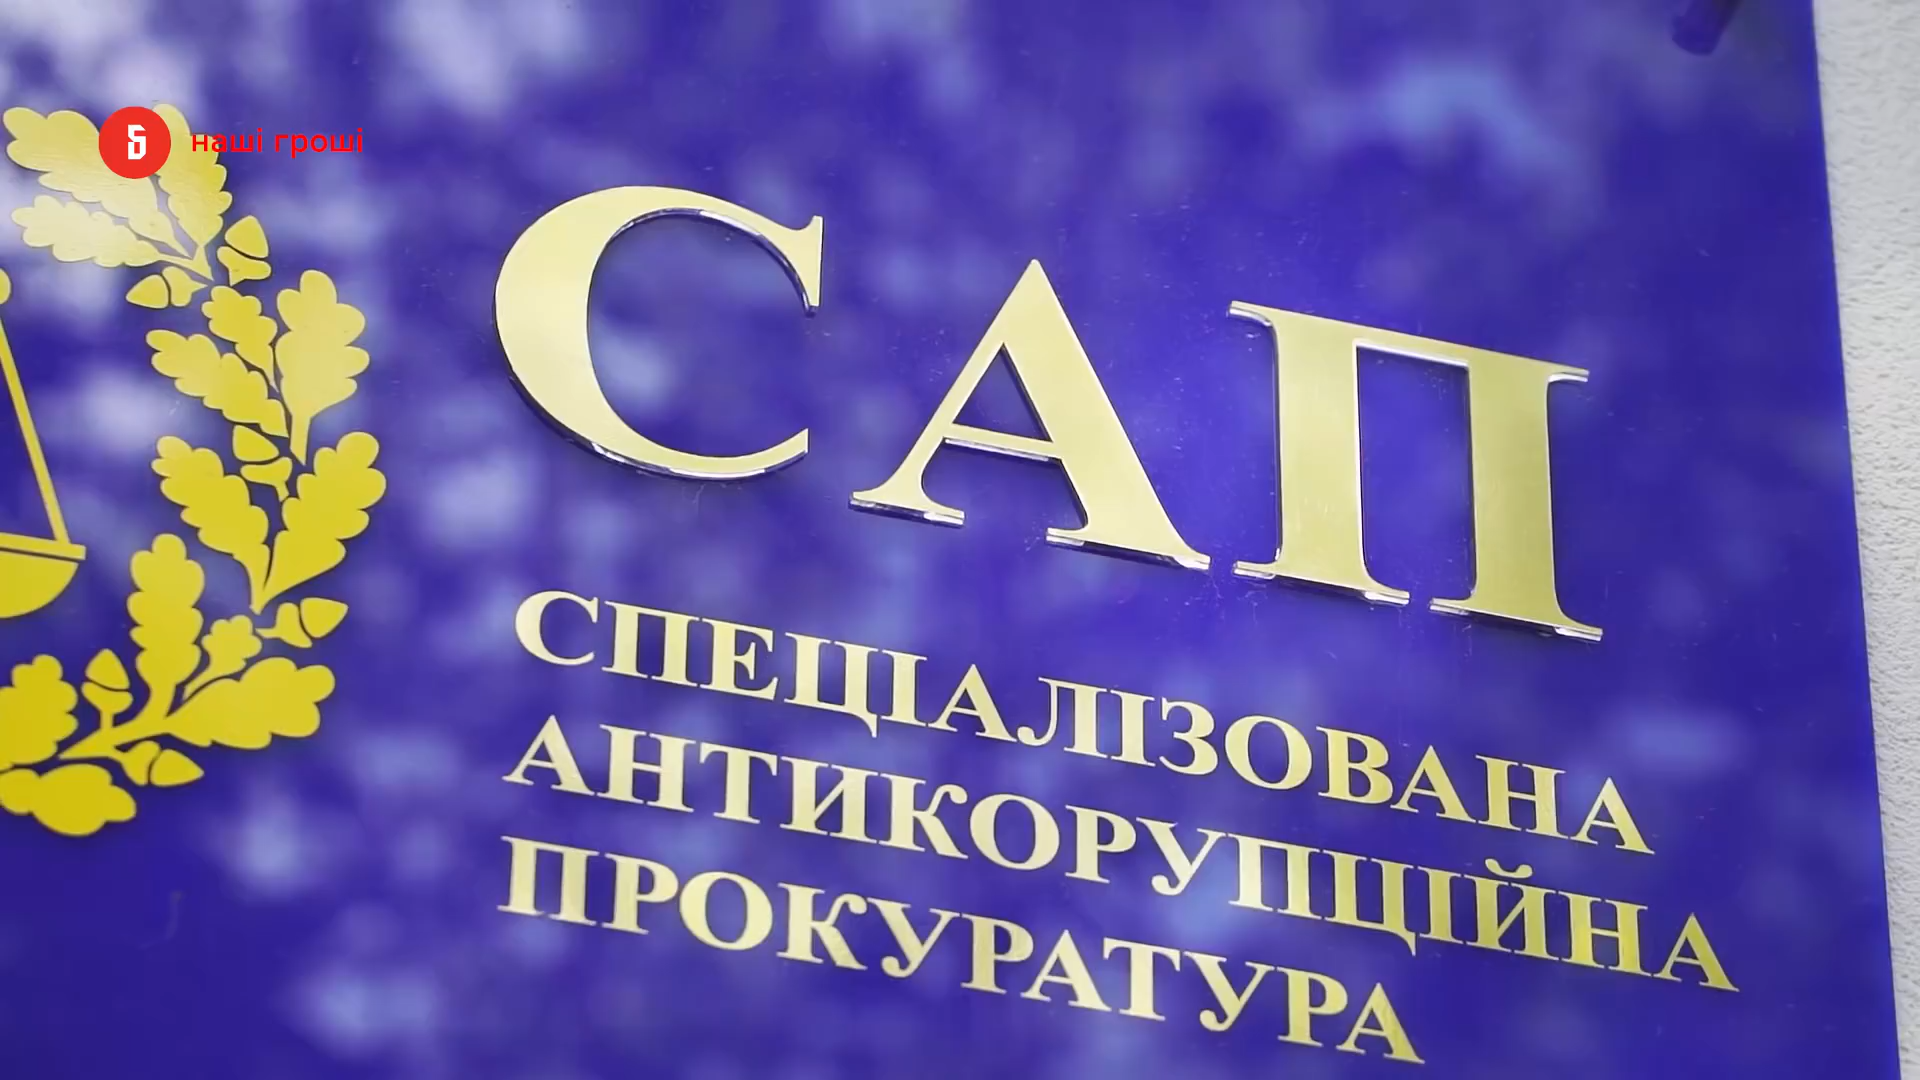 Б наші гроші
САП
СПЕЦІАЛІЗОВАНА
АНТИКОРУПЦІЙНА
ПРОКУРАТУРА